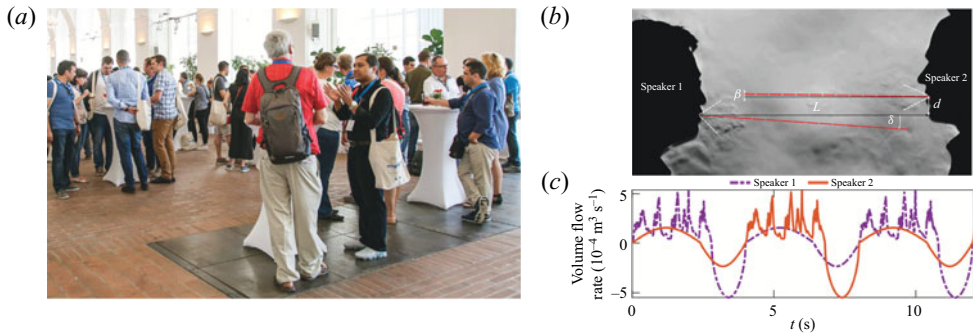 (a)
(b)
Speaker 1
Speaker 2
β
L
d
δ
(c)
Speaker 1
Speaker 2
Volume flow
rate (10⁻⁴ m³ s⁻¹)
5
0
−5
0
5
10
t (s)